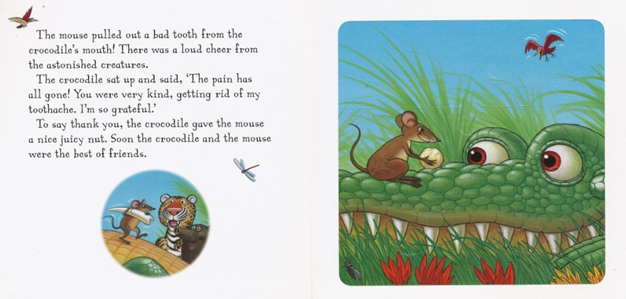 The mouse pulled out a bad tooth from the
crocodile's mouth! There was a loud cheer from
the astonished creatures.
The crocodile sat up and said, 'The pain has
all gone! You were very kind, getting rid of my
toothache. I'm so grateful.'
To say thank you, the crocodile gave the mouse
a nice juicy nut. Soon the crocodile and the mouse
were the best of friends.